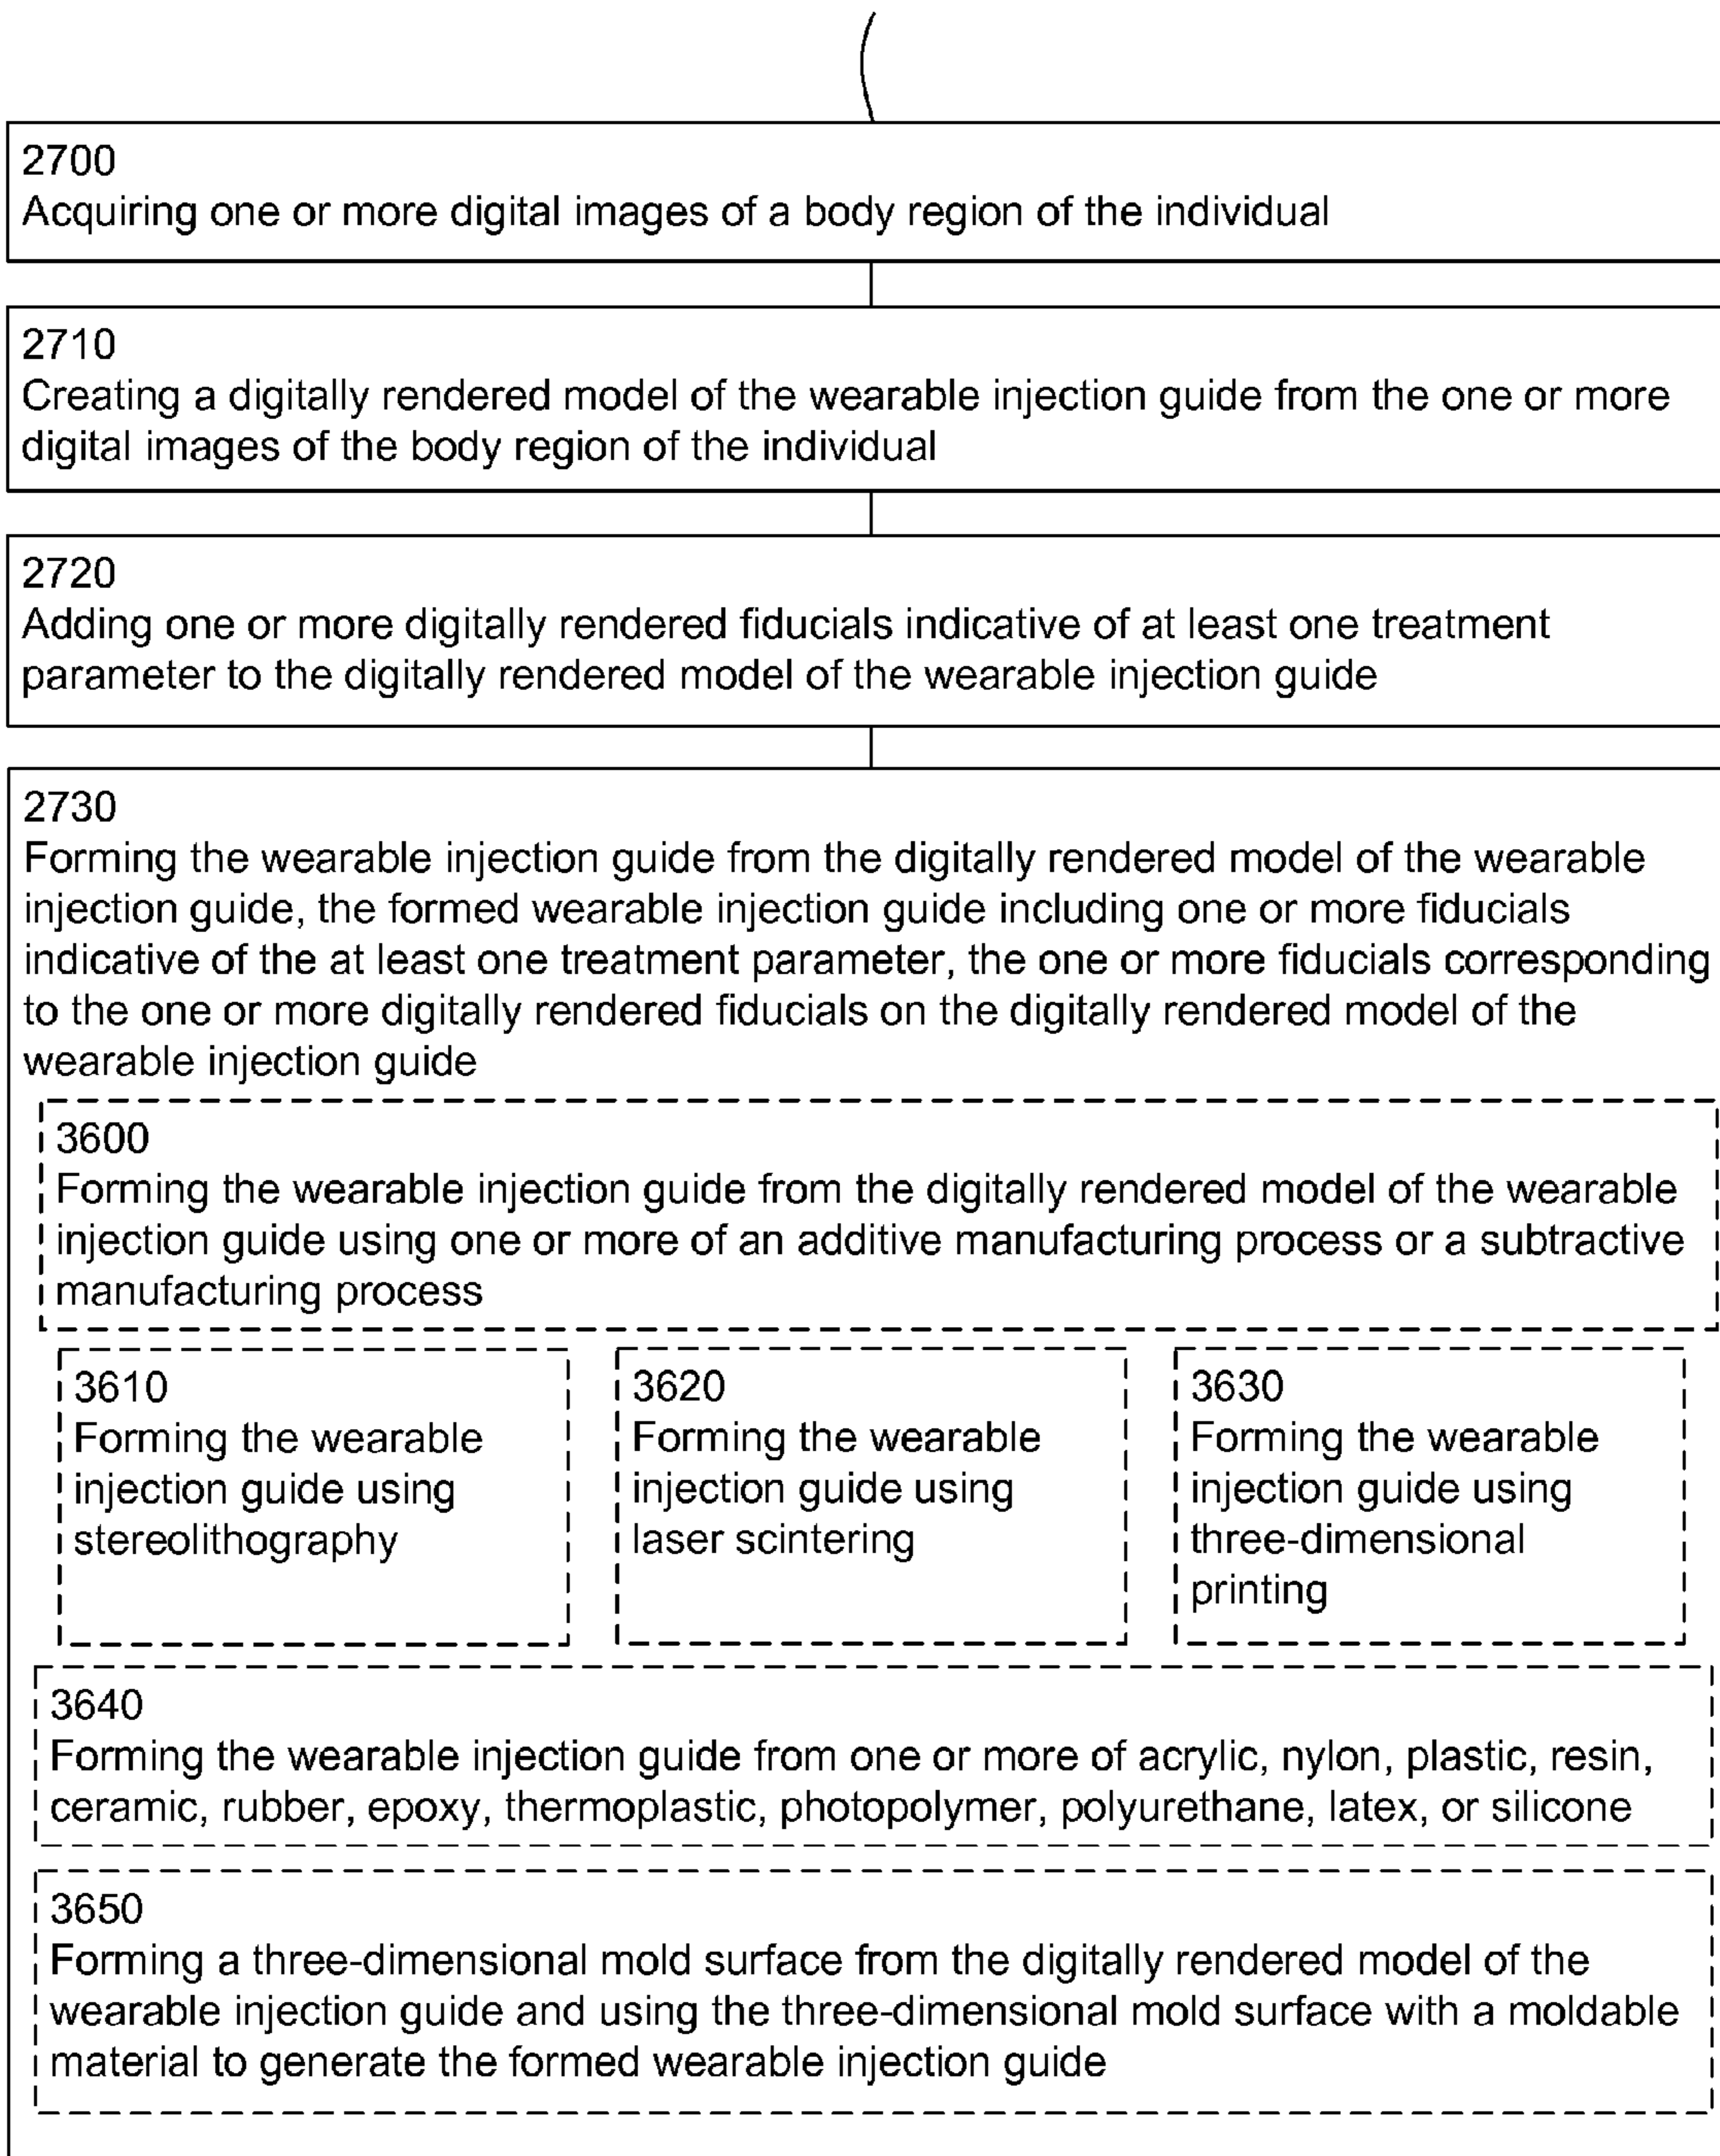 2700
Acquiring one or more digital images of a body region of the individual
2710
Creating a digitally rendered model of the wearable injection guide from the one or more
digital images of the body region of the individual
2720
Adding one or more digitally rendered fiducials indicative of at least one treatment
parameter to the digitally rendered model of the wearable injection guide
2730
Forming the wearable injection guide from the digitally rendered model of the wearable
injection guide, the formed wearable injection guide including one or more fiducials
indicative of the at least one treatment parameter, the one or more fiducials corresponding
to the one or more digitally rendered fiducials on the digitally rendered model of the
wearable injection guide
3600
Forming the wearable injection guide from the digitally rendered model of the wearable
injection guide using one or more of an additive manufacturing process or a subtractive
manufacturing process
3610
Forming the wearable
injection guide using
stereolithography
3620
Forming the wearable
injection guide using
laser scintering
3630
Forming the wearable
injection guide using
three-dimensional
printing
3640
Forming the wearable injection guide from one or more of acrylic, nylon, plastic, resin,
ceramic, rubber, epoxy, thermoplastic, photopolymer, polyurethane, latex, or silicone
3650
Forming a three-dimensional mold surface from the digitally rendered model of the
wearable injection guide and using the three-dimensional mold surface with a moldable
material to generate the formed wearable injection guide